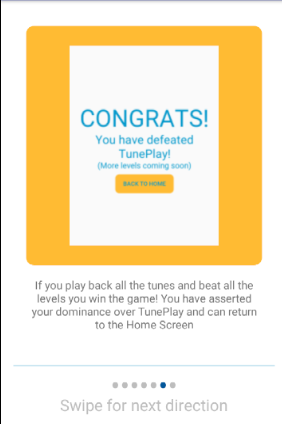 CONGRATS!
You have defeated
TunePlay!
(More levels coming soon)
BACK TO HOME
If you play back all the tunes and beat all the
levels you win the game! You have asserted
your dominance over TunePlay and can return
to the Home Screen
Swipe for next direction